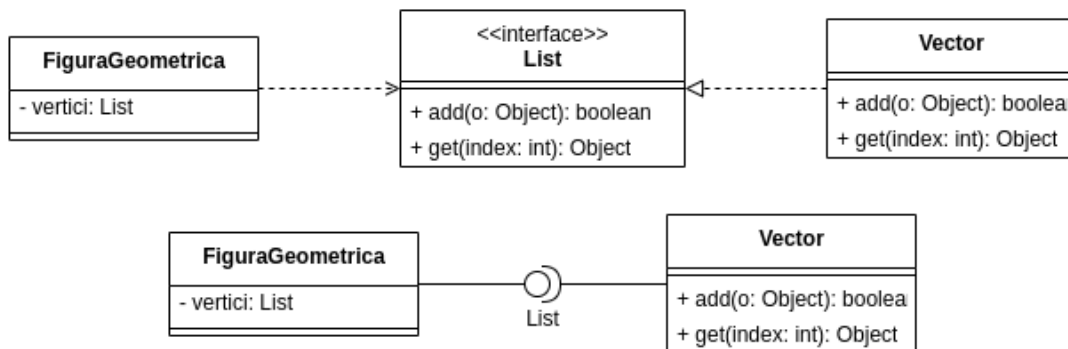 <<interface>>
List
+ add(o: Object): boolean
+ get(index: int): Object
FiguraGeometrica
- vertici: List
Vector
+ add(o: Object): boolea
+ get(index: int): Object
FiguraGeometrica
- vertici: List
List
Vector
+ add(o: Object): boolea
+ get(index: int): Object